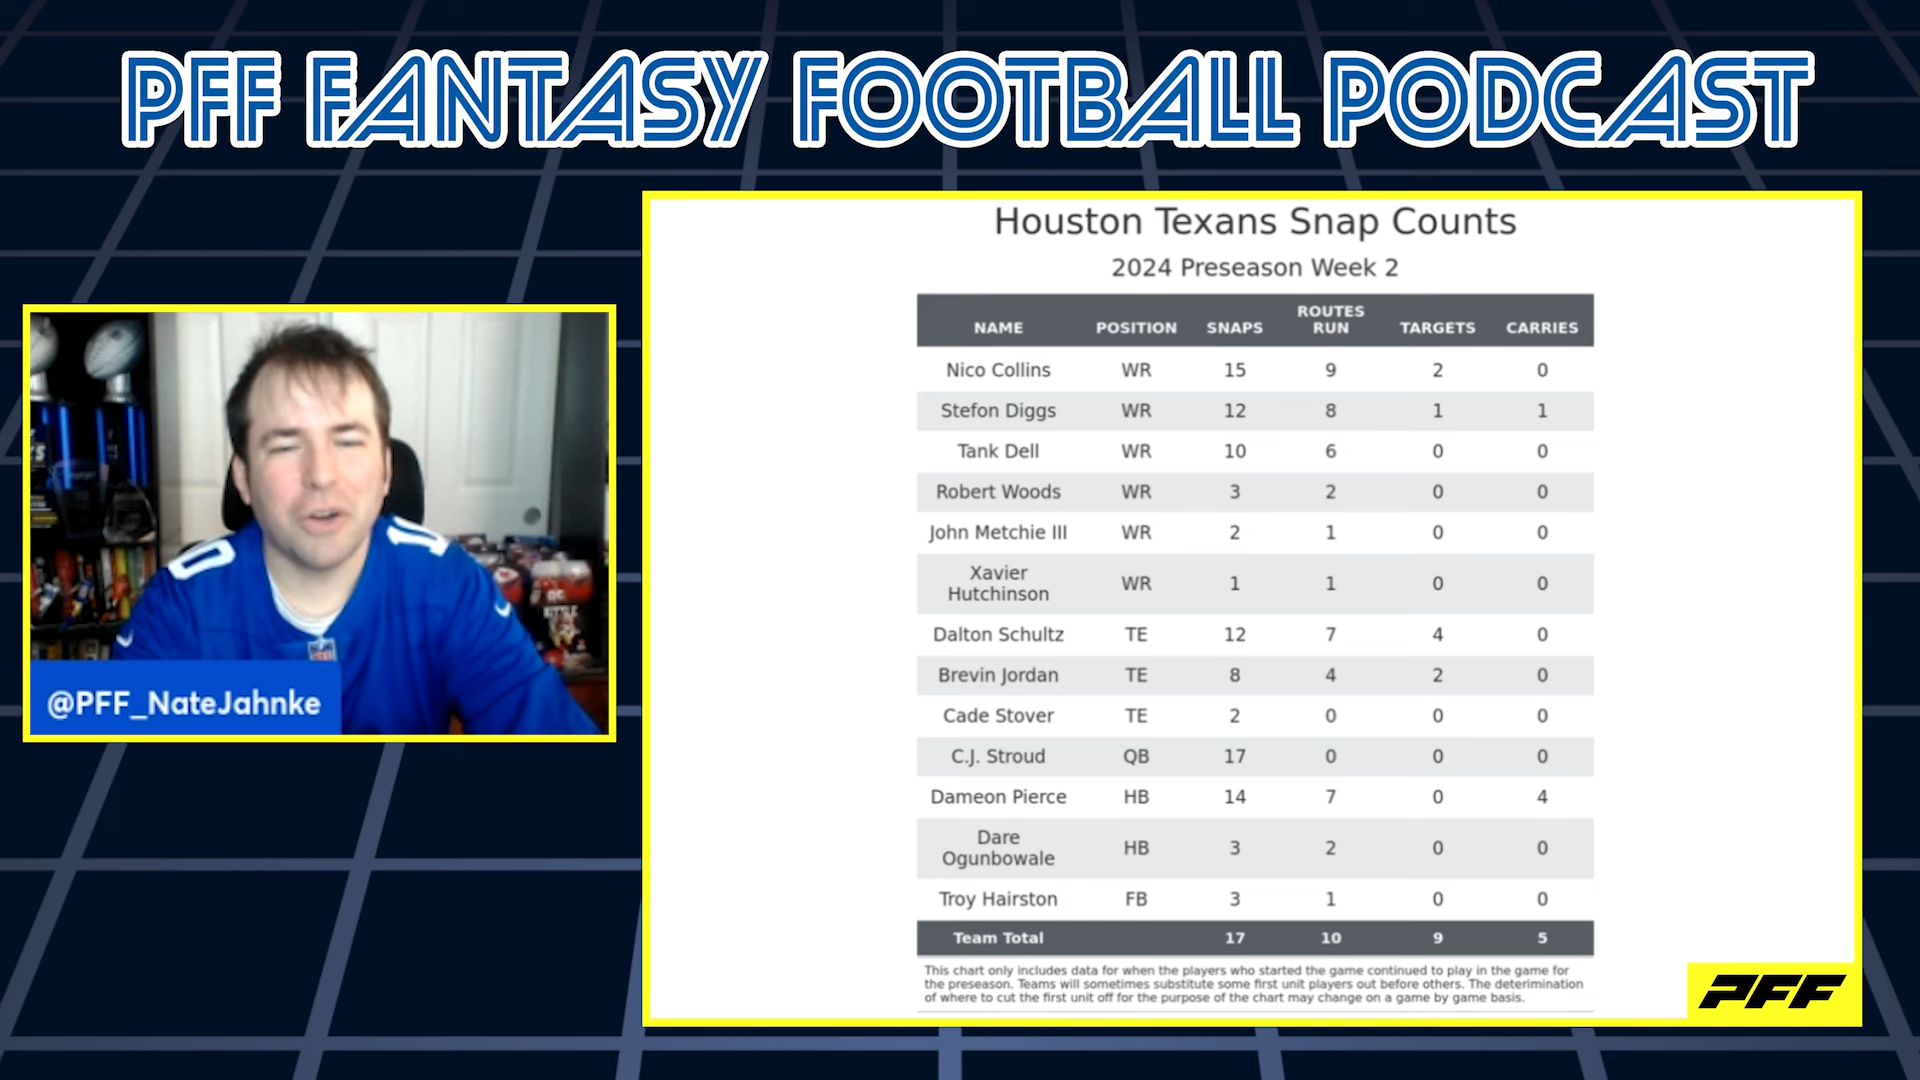 PFF FANTASY FOOTBALL PODCAST
Houston Texans Snap Counts
2024 Preseason Week 2
NAME POSITION SNAPS ROUTES RUN TARGETS CARRIES
Nico Collins WR 15 9 2 0
Stefon Diggs WR 12 8 1 1
Tank Dell WR 10 6 0 0
Robert Woods WR 3 2 0 0
John Metchie III WR 2 1 0 0
Xavier Hutchinson WR 1 1 0 0
Dalton Schultz TE 12 7 4 0
Brevin Jordan TE 8 4 2 0
Cade Stover TE 2 0 0 0
C.J. Stroud QB 17 0 0 0
Dameon Pierce HB 14 7 0 4
Dare Ogunbowale HB 3 2 0 0
Troy Hairston FB 3 1 0 0
Team Total 17 10 9 5
This chart only includes data for when the players who started the game continued to play in the game for
the preseason. Teams will sometimes substitute some first unit players out before others. The determination
of where to cut the first unit off for the purpose of the chart may change on a game by game basis.
PFF
@PFF_NateJahnke
KITTLE
NFL